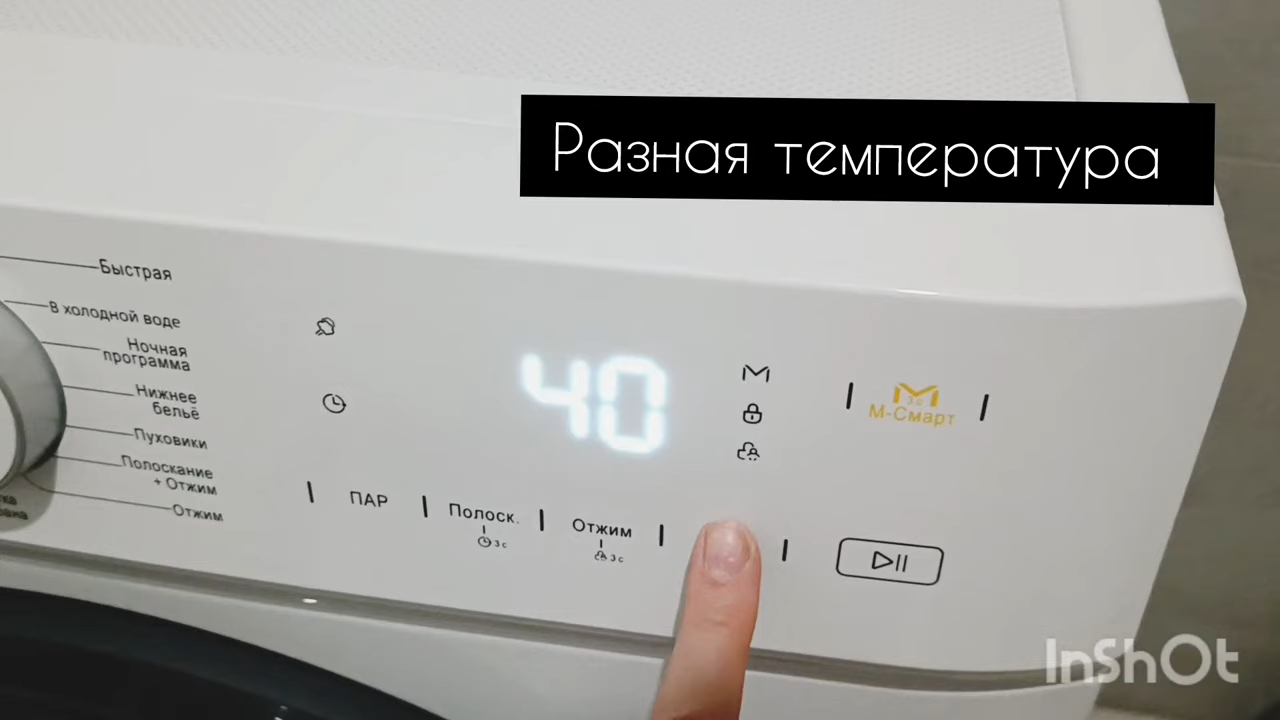 Разная температура
Быстрая
В холодной воде
Ночная
программа
Нижнее
бельё
Пуховики
Полоскание
+ Отжим
Отжим
40
М-Смарт
ПАР
Полоск.
3 с
Отжим
3 с
InShOt